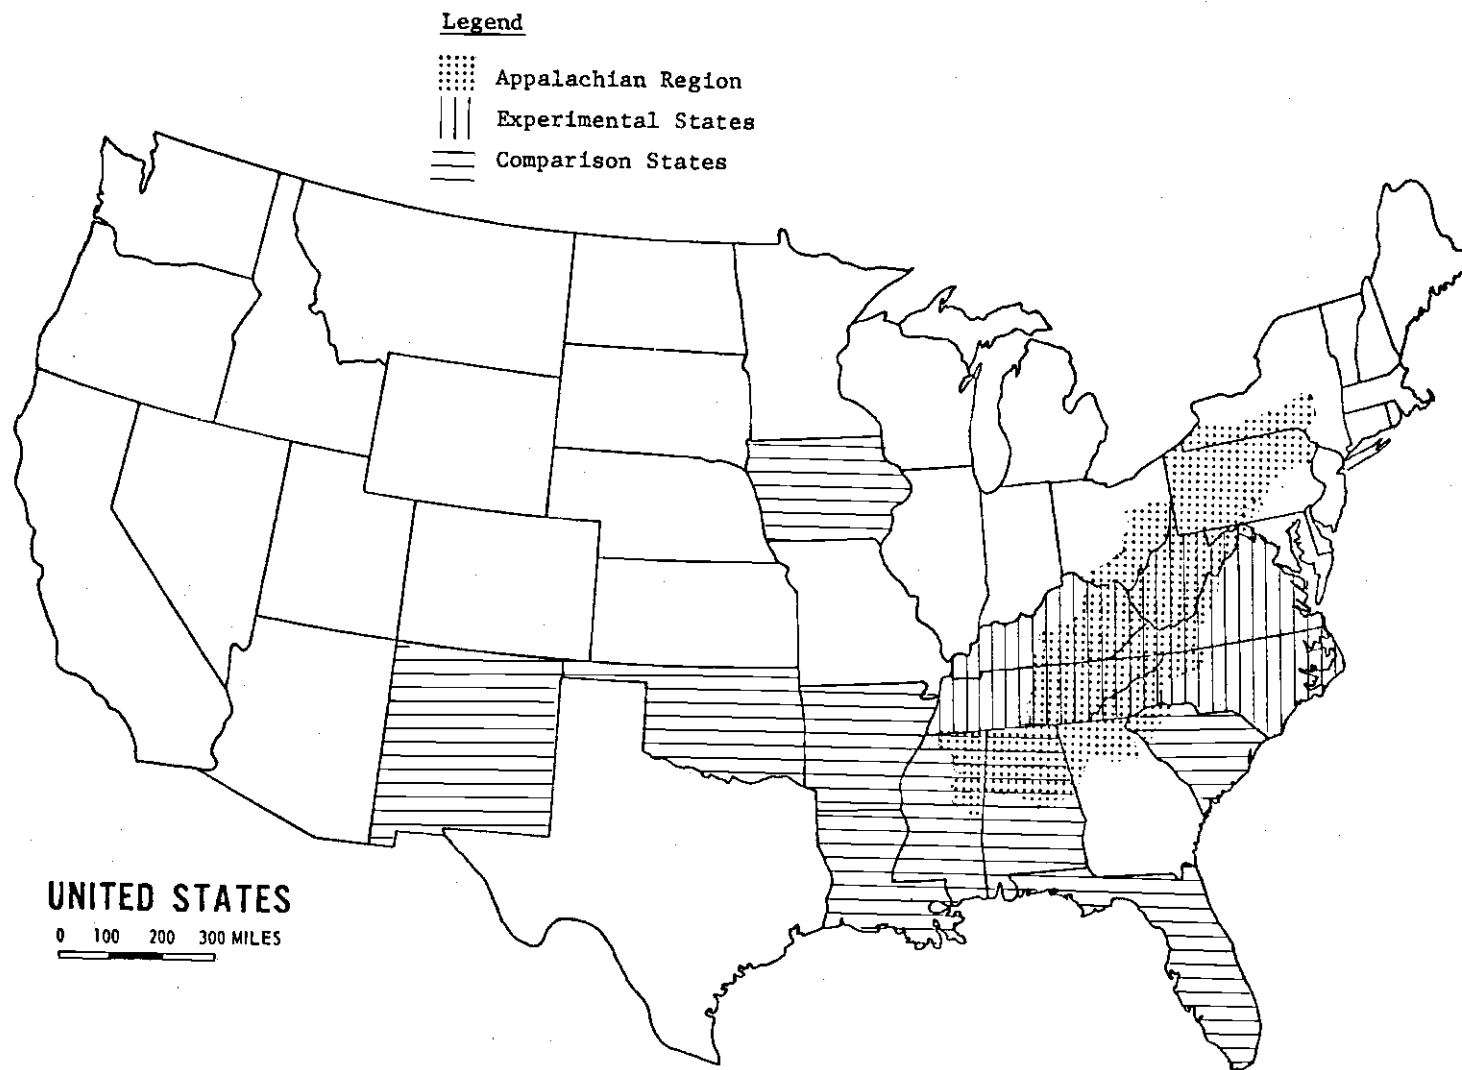 Legend
Appalachian Region
Experimental States
Comparison States
UNITED STATES
0 100 200 300 MILES